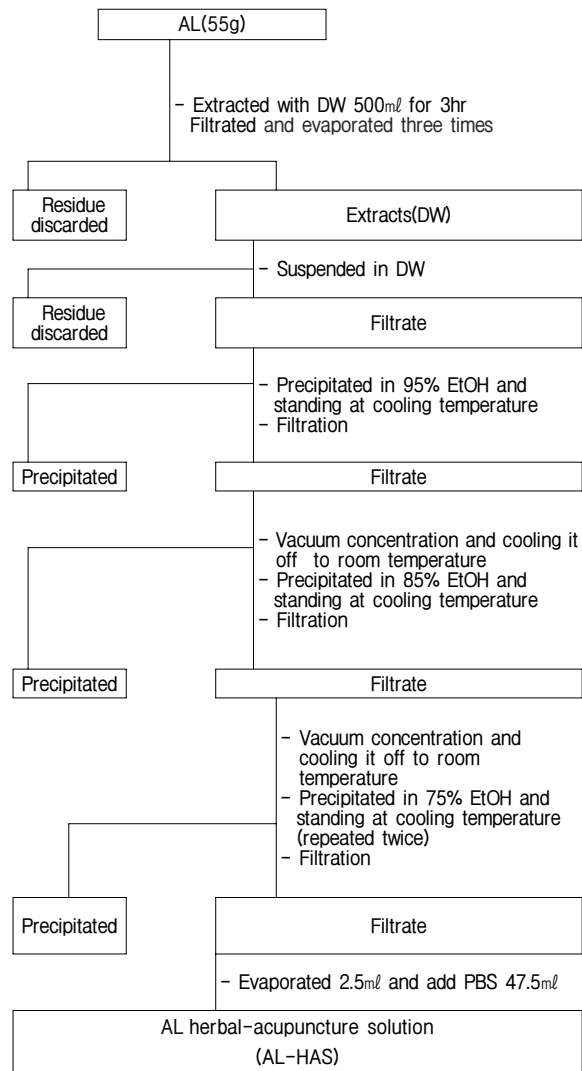 AL(55g)
- Extracted with DW 500㎖ for 3hr
Filtrated and evaporated three times
Residue
discarded
Extracts(DW)
- Suspended in DW
Residue
discarded
Filtrate
- Precipitated in 95% EtOH and
standing at cooling temperature
- Filtration
Precipitated
Filtrate
- Vacuum concentration and cooling it
off to room temperature
- Precipitated in 85% EtOH and
standing at cooling temperature
- Filtration
Precipitated
Filtrate
- Vacuum concentration and
cooling it off to room
temperature
- Precipitated in 75% EtOH and
standing at cooling temperature
(repeated twice)
- Filtration
Precipitated
Filtrate
- Evaporated 2.5㎖ and add PBS 47.5㎖
AL herbal-acupuncture solution
(AL-HAS)